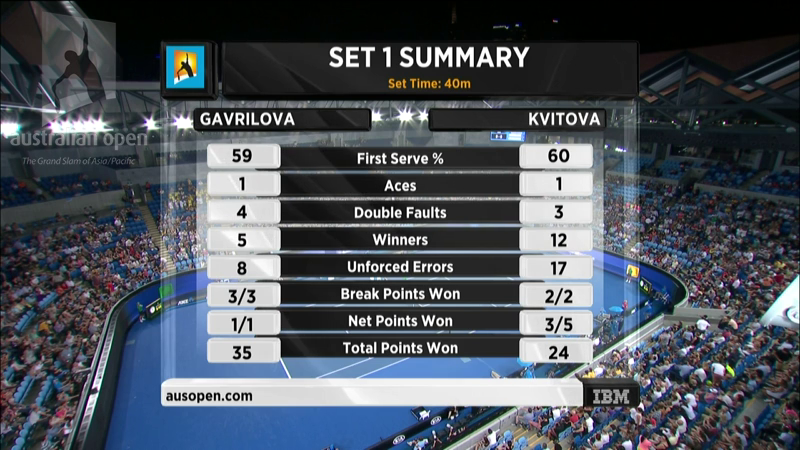 SET 1 SUMMARY
Set Time: 40m
GAVRILOVA KVITOVA
australian open
The Grand Slam of Asia/Pacific
59 First Serve % 60
1 Aces 1
4 Double Faults 3
5 Winners 12
8 Unforced Errors 17
3/3 Break Points Won 2/2
1/1 Net Points Won 3/5
35 Total Points Won 24
ausopen.com IBM